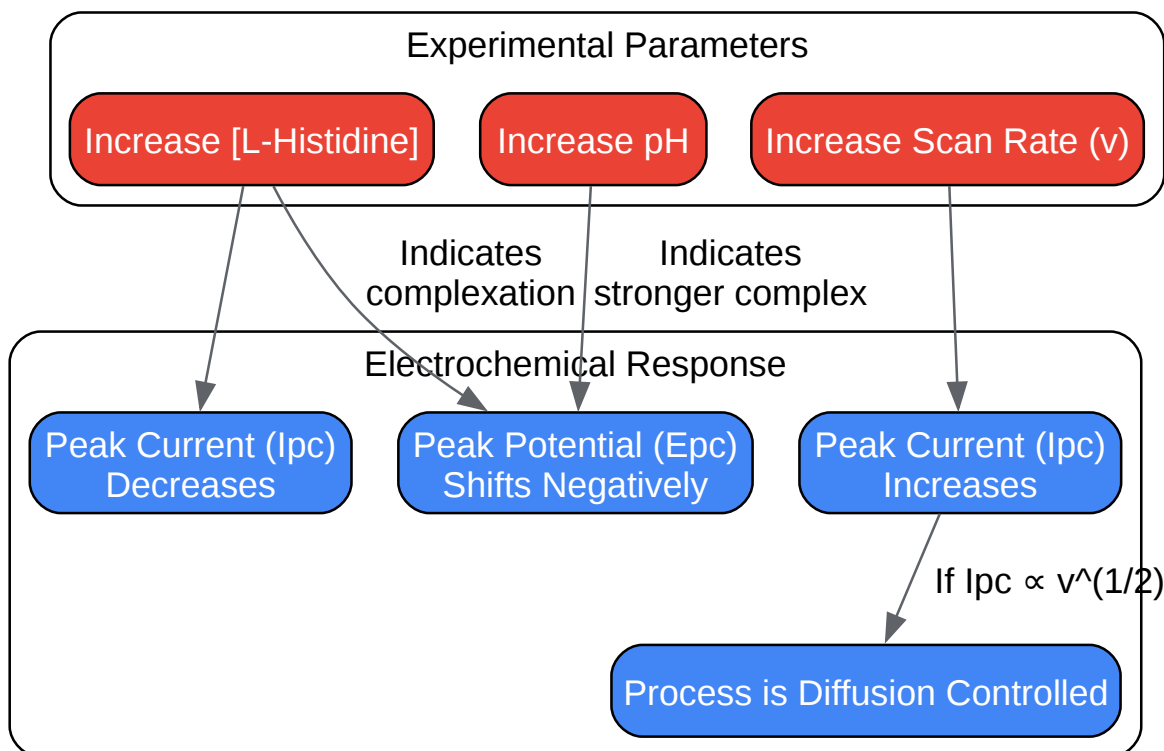 Experimental Parameters
Increase [L-Histidine]
Increase pH
Increase Scan Rate (v)
Indicates
complexation
Indicates
stronger complex
Electrochemical Response
Peak Current (Ipc)
Decreases
Peak Potential (Epc)
Shifts Negatively
Peak Current (Ipc)
Increases
If Ipc ∝ v^(1/2)
Process is Diffusion Controlled